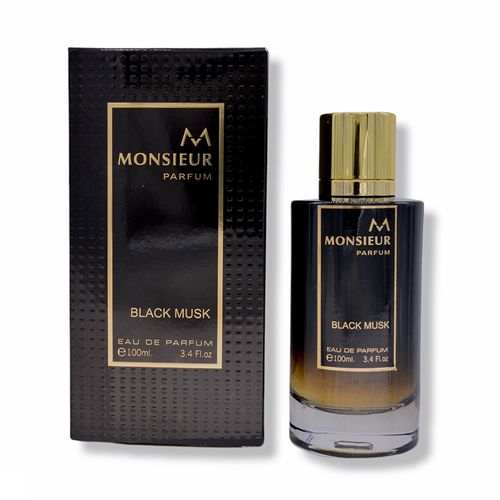 M
MONSIEUR
PARFUM
BLACK MUSK
EAU DE PARFUM
℮100ml. 3.4 Fl.oz
M
MONSIEUR
PARFUM
BLACK MUSK
EAU DE PARFUM
℮100ml. 3.4 Fl.oz